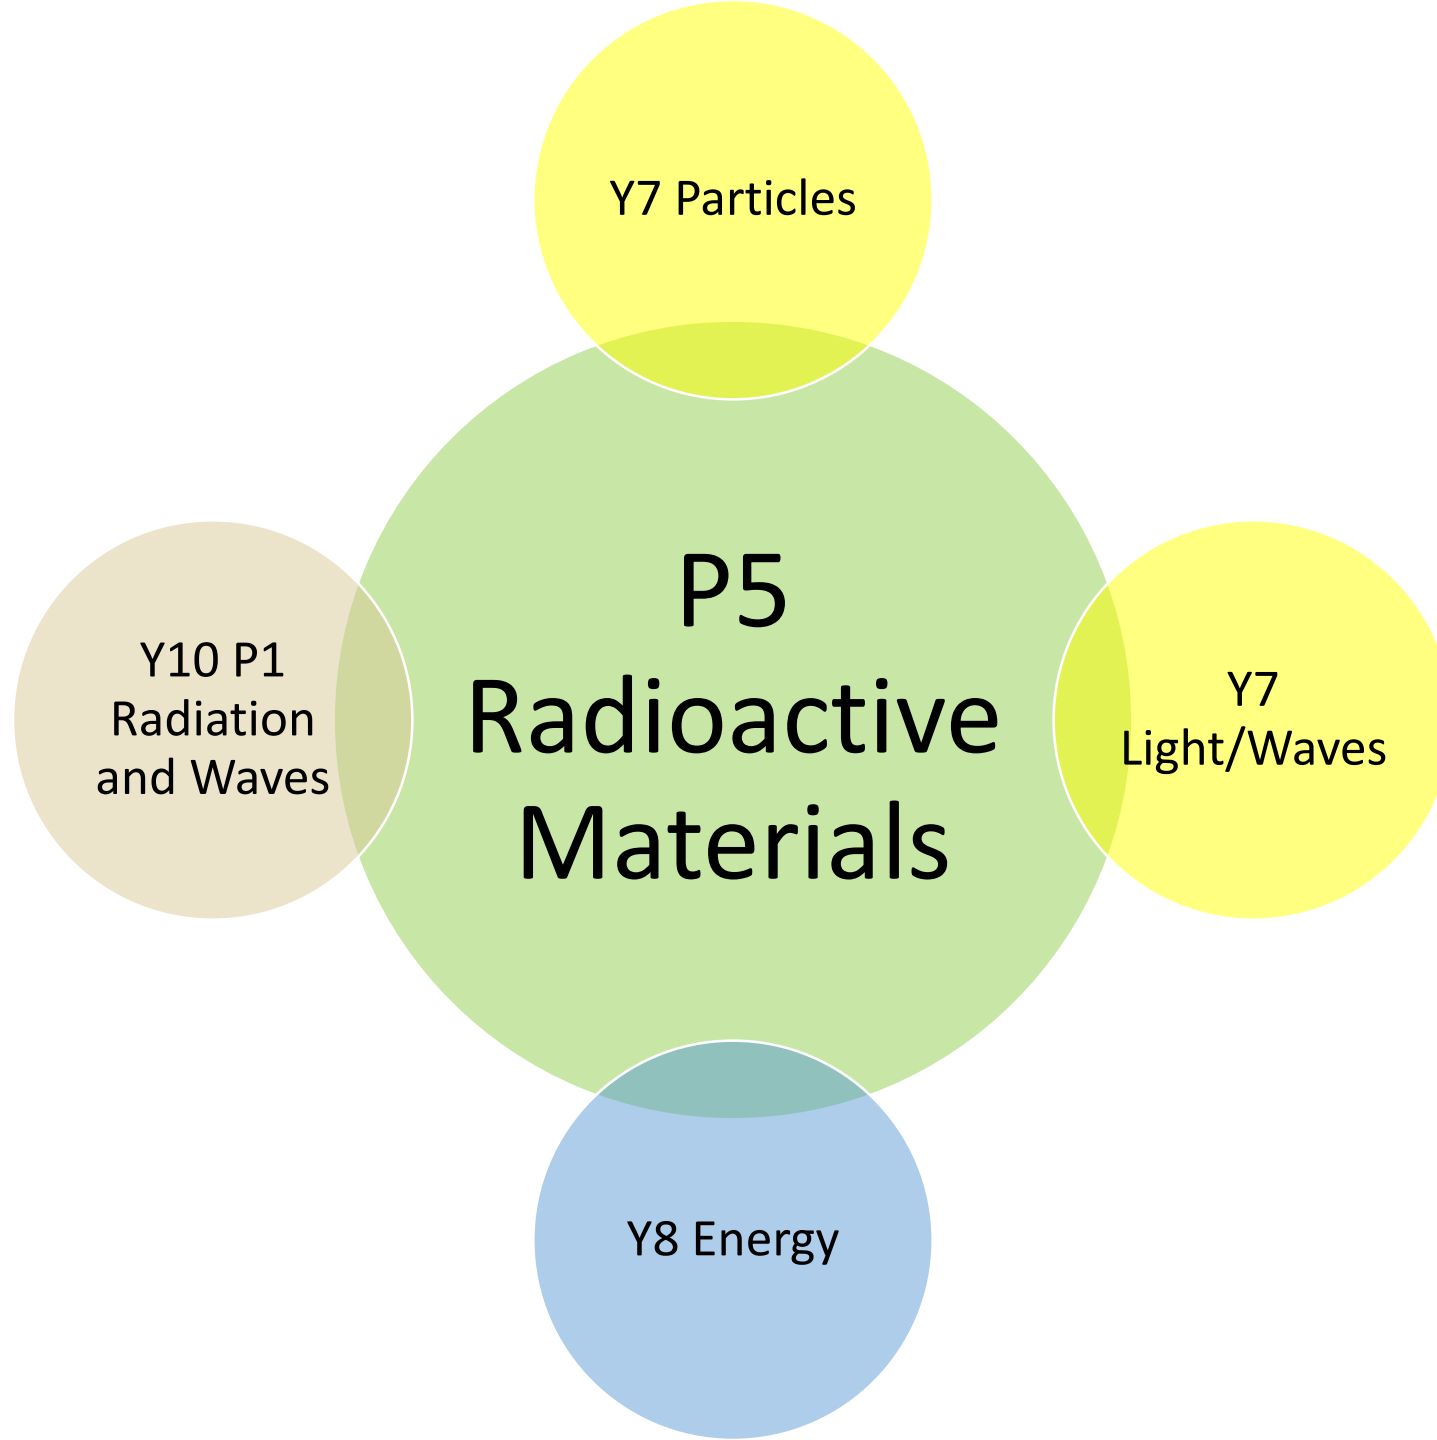 Y7 Particles
P5
Radioactive
Materials
Y10 P1
Radiation
and Waves
Y7
Light/Waves
Y8 Energy